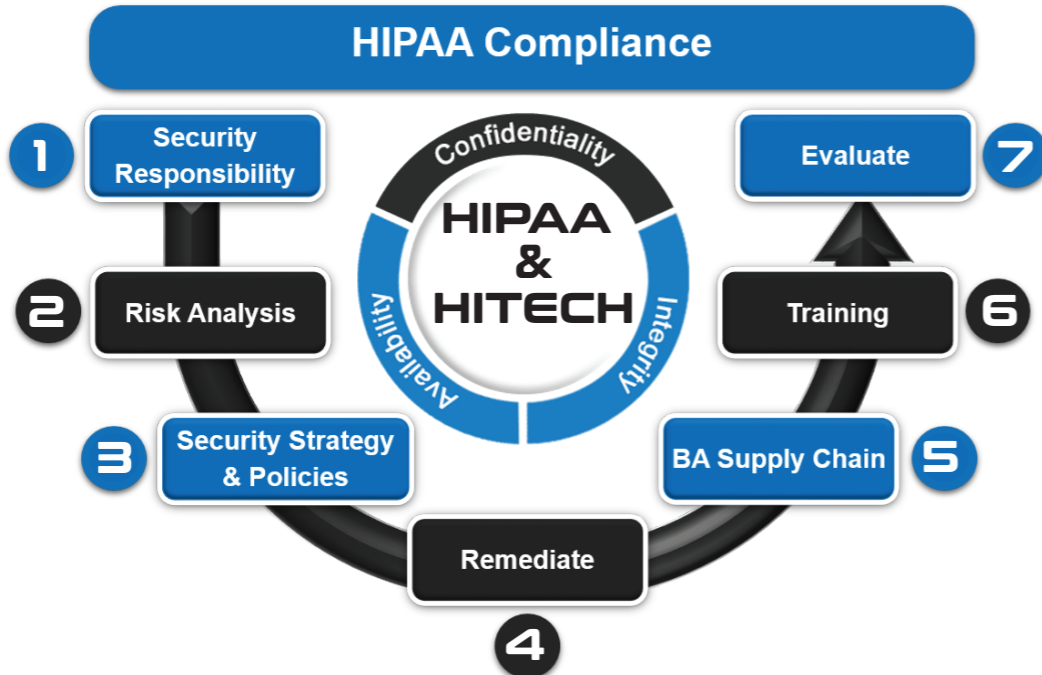 HIPAA Compliance
1
Security
Responsibility
2
Risk Analysis
3
Security Strategy
& Policies
4
Remediate
5
BA Supply Chain
6
Training
7
Evaluate
Confidentiality
Integrity
Availability
HIPAA
&
HITECH